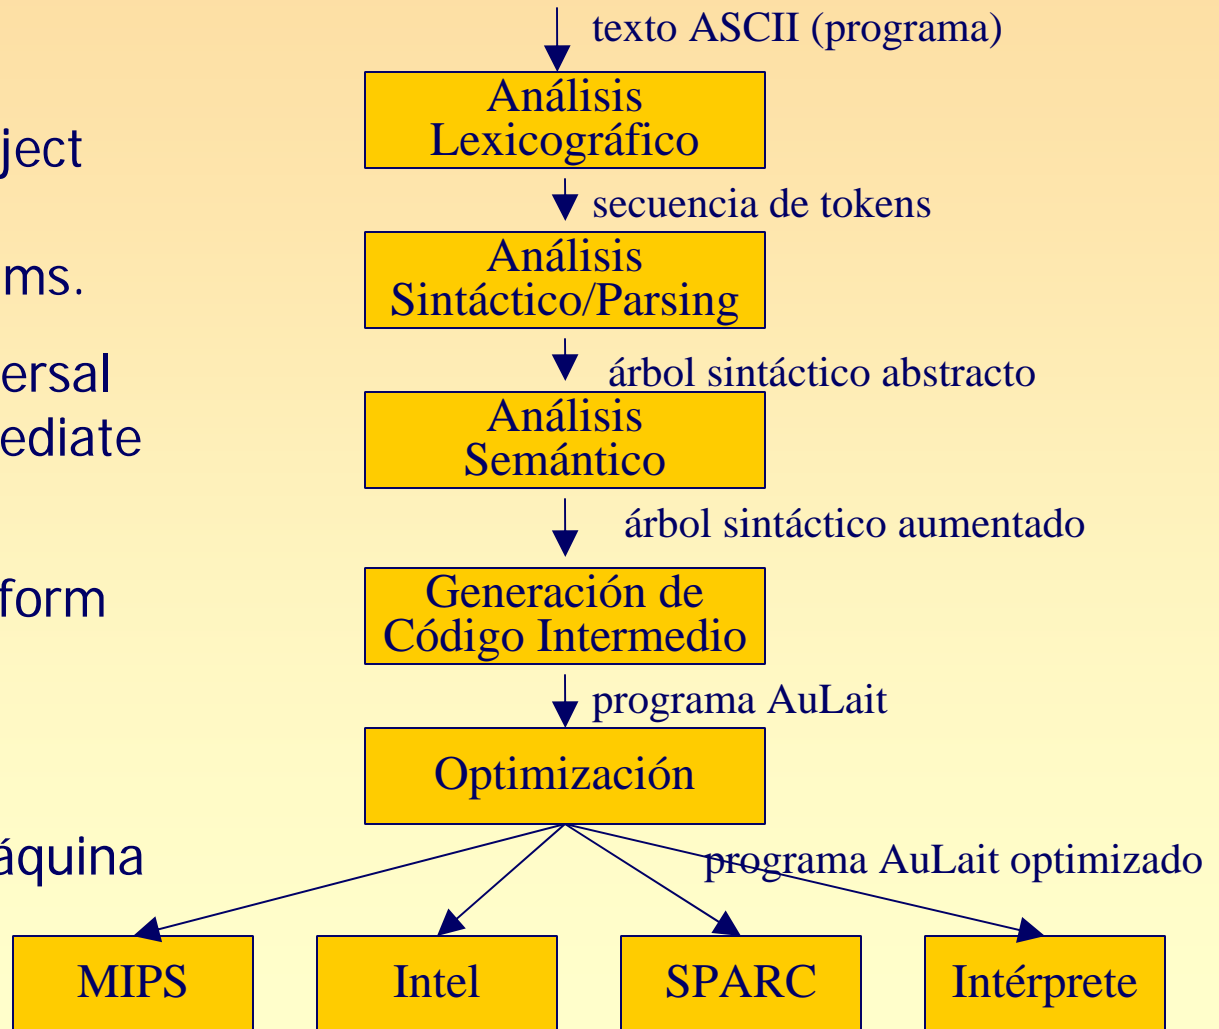 texto ASCII (programa)
Análisis
Lexicográfico
ject
secuencia de tokens
Análisis
Sintáctico/Parsing
ms.
ersal
árbol sintáctico abstracto
Análisis
Semántico
ediate
árbol sintáctico aumentado
Generación de
Código Intermedio
form
programa AuLait
Optimización
áquina
programa AuLait optimizado
MIPS
Intel
SPARC
Intérprete